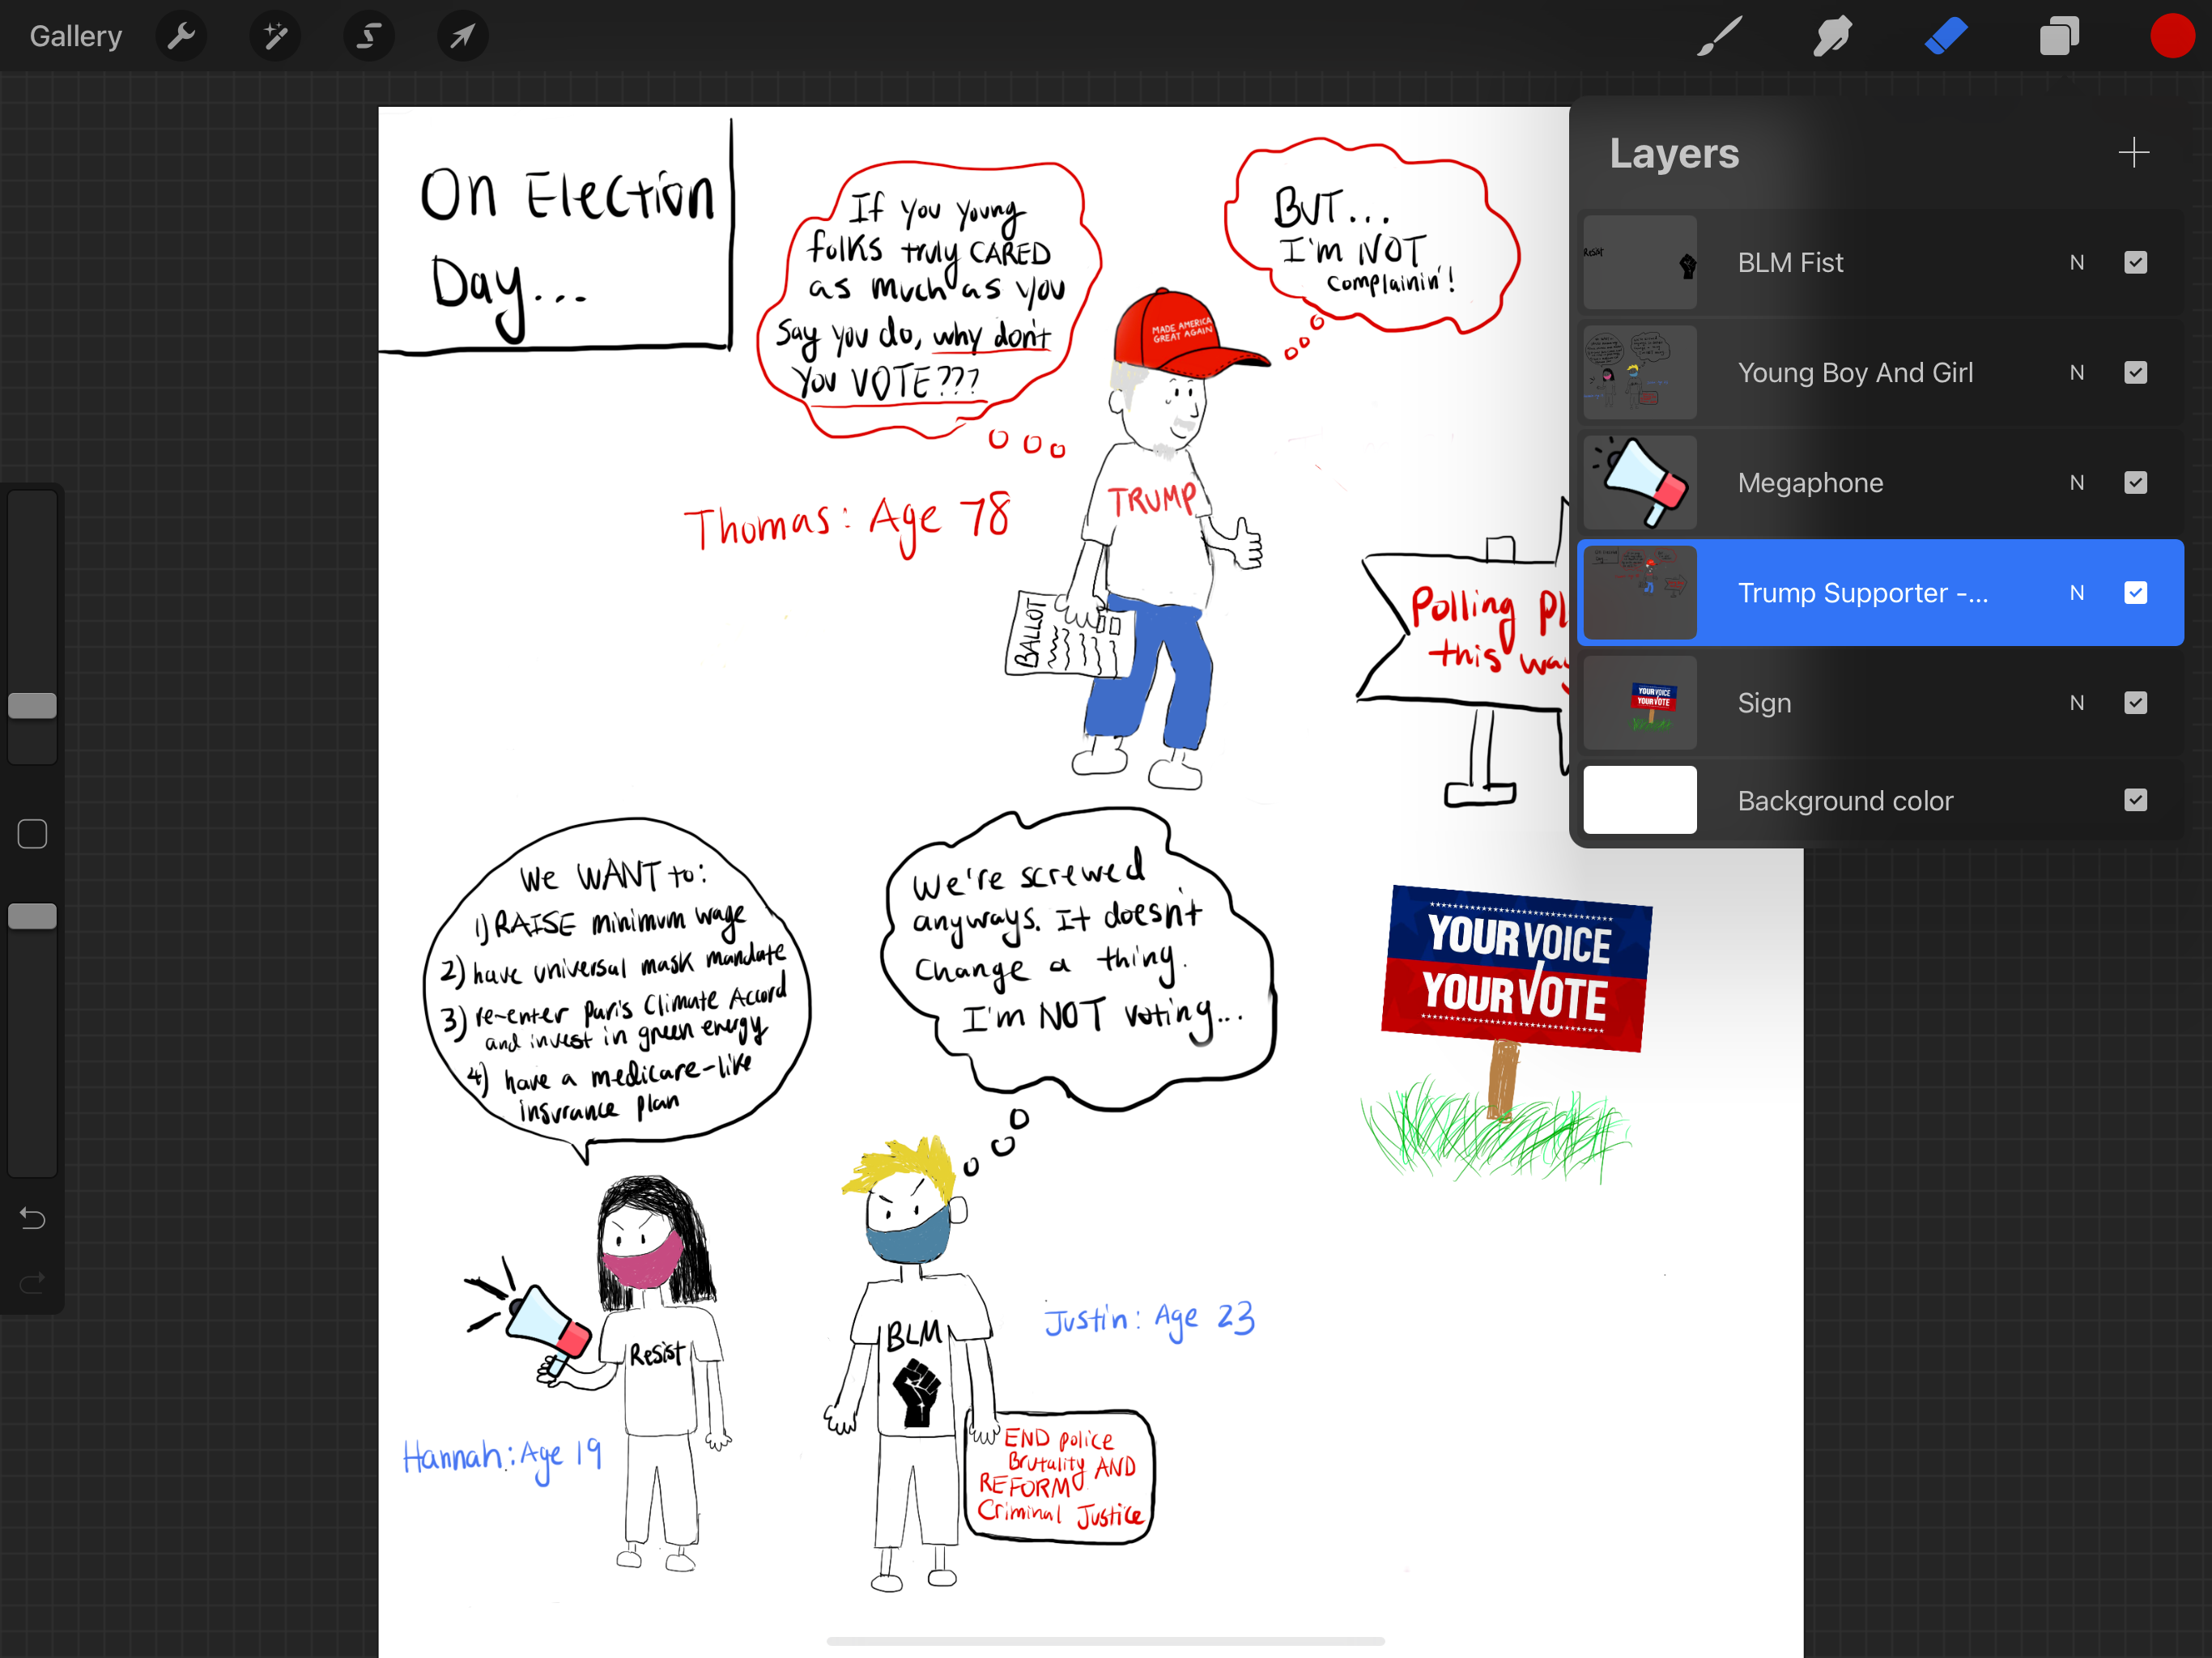 Gallery
On Election
Day...
If you young
folks truly CARED
as much as you
say you do, why don't
you VOTE???
BUT...
I'm NOT
complainin'!
MADE AMERICA
GREAT AGAIN
Thomas: Age 78
TRUMP
BALLOT
Polling Pl
this way
Layers
BLM Fist
N
Young Boy And Girl
N
Megaphone
N
Trump Supporter -...
N
YOUR VOICE
YOUR VOTE
Sign
N
Background color
We WANT to:
1) RAISE minimum wage
2) have universal mask mandate
3) re-enter Paris Climate Accord
and invest in green energy
4) have a medicare-like
insurance plan
We're screwed
anyways. It doesn't
change a thing.
I'm NOT voting...
YOUR VOICE
YOUR VOTE
Resist
Hannah: Age 19
BLM
Justin: Age 23
END police
Brutality AND
REFORM
Criminal Justice